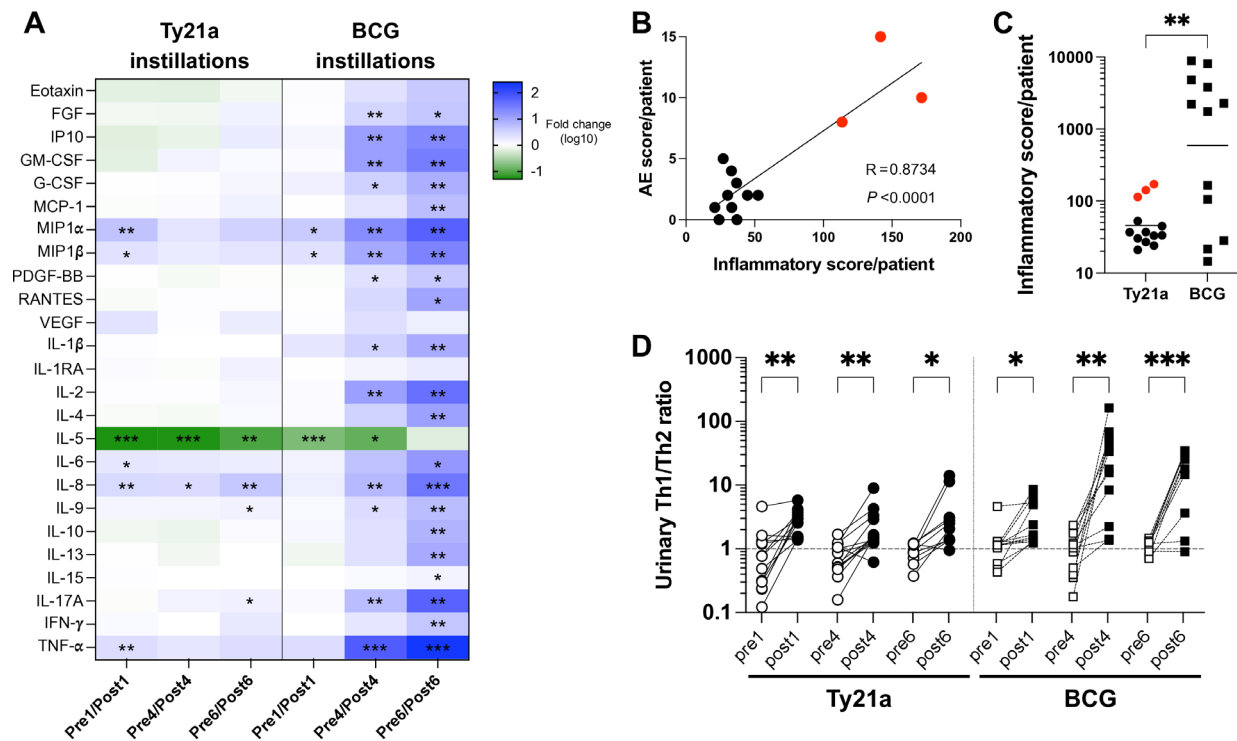 A
Ty21a
instillations
BCG
instillations
Eotaxin
FGF
** *
IP10
** **
GM-CSF
** **
G-CSF
* **
MCP-1
**
MIP1α
** * ** **
MIP1β
* * ** **
PDGF-BB
* *
RANTES
*
VEGF
IL-1β
* **
IL-1RA
IL-2
** **
IL-4
**
IL-5
*** *** ** *** *
IL-6
* *
IL-8
** * ** ** ***
IL-9
* * **
IL-10
**
IL-13
**
IL-15
*
IL-17A
* ** **
IFN-γ
**
TNF-α
** *** ***
Pre1/Post1
Pre4/Post4
Pre6/Post6
Pre1/Post1
Pre4/Post4
Pre6/Post6
2
1
0
-1
Fold change
(log10)
B
AE score/patient
15
10
5
0
R = 0.8734
P <0.0001
0 50 100 150 200
Inflammatory score/patient
C
**
Inflammatory score/patient
10000
1000
100
10
Ty21a BCG
D
Urinary Th1/Th2 ratio
1000
100
10
1
0.1
** ** * * ** ***
pre1 post1 pre4 post4 pre6 post6 pre1 post1 pre4 post4 pre6 post6
Ty21a BCG